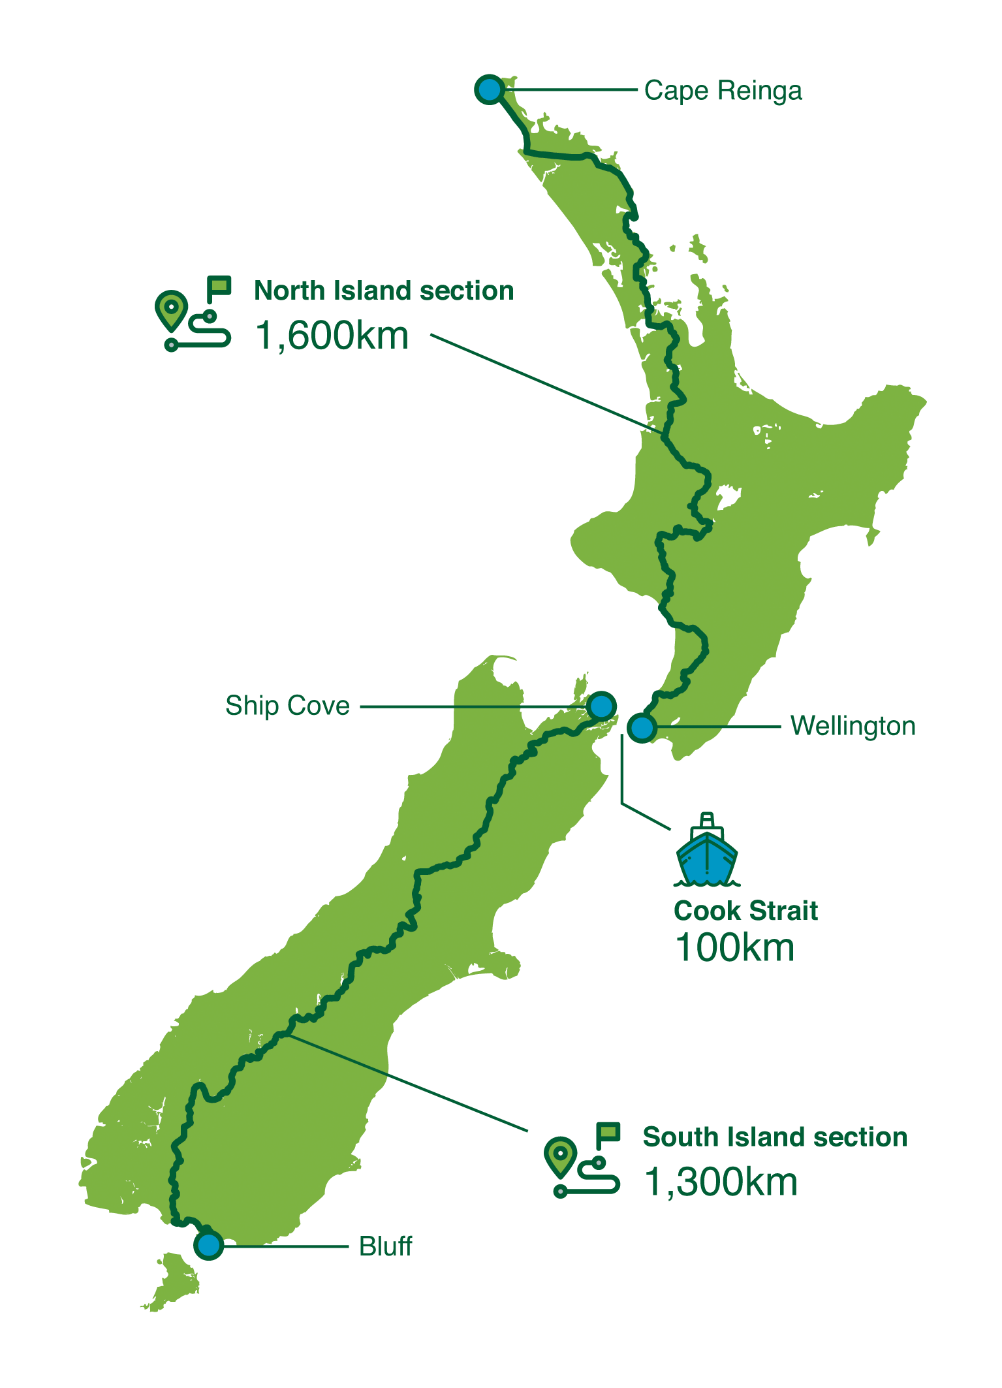 Cape Reinga
North Island section
1,600km
Ship Cove
Wellington
Cook Strait
100km
South Island section
1,300km
Bluff